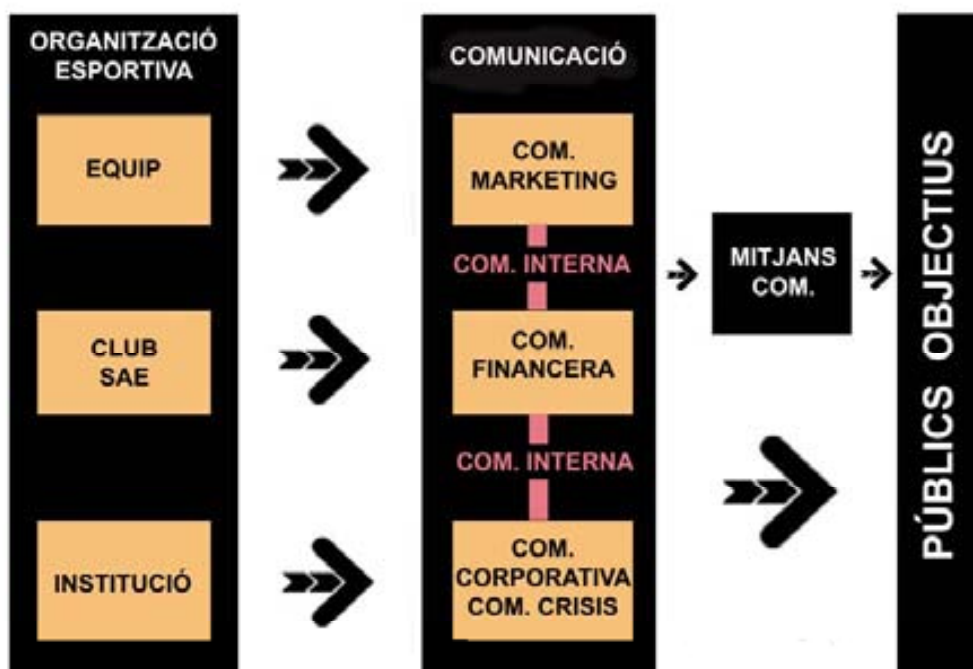 ORGANITZACIÓ
ESPORTIVA
EQUIP
CLUB
SAE
INSTITUCIÓ
COMUNICACIÓ
COM.
MARKETING
COM. INTERNA
COM.
FINANCERA
COM. INTERNA
COM.
CORPORATIVA
COM. CRISIS
MITJANS
COM.
PÚBLICS OBJECTIUS